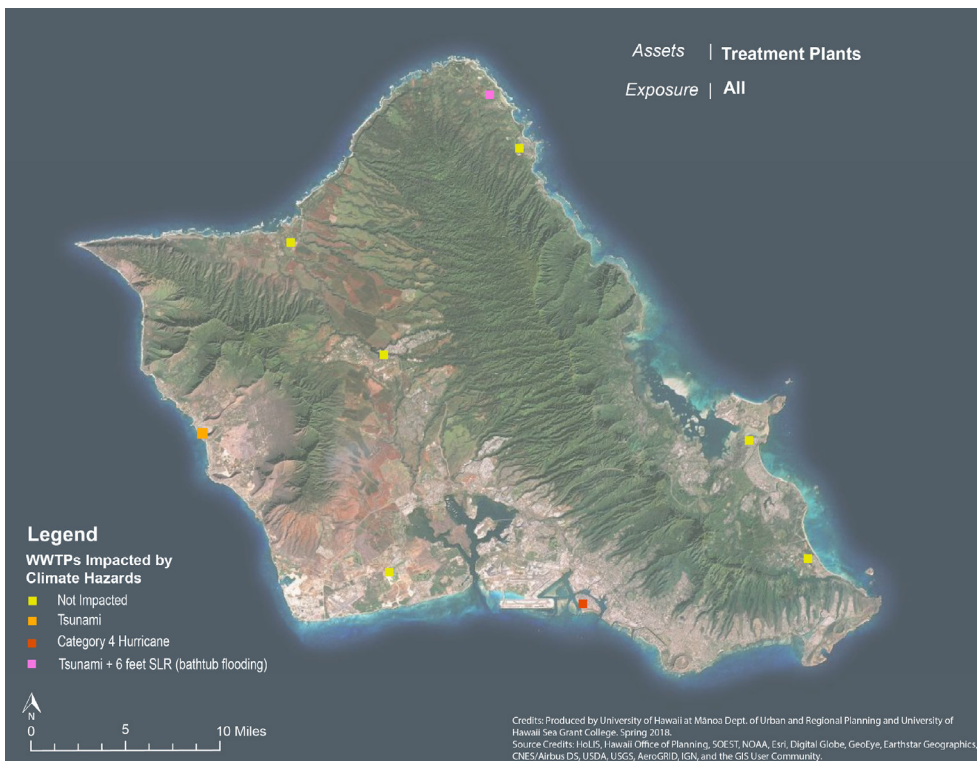 Assets | Treatment Plants
Exposure | All
Legend
WWTPs Impacted by
Climate Hazards
Not Impacted
Tsunami
Category 4 Hurricane
Tsunami + 6 feet SLR (bathtub flooding)
N
0 5 10 Miles
Credits: Produced by University of Hawaii at Mānoa Dept. of Urban and Regional Planning and University of
Hawaii Sea Grant College. Spring 2018.
Source Credits: HoLIS, Hawaii Office of Planning, SOEST, NOAA, Esri, Digital Globe, GeoEye, Earthstar Geographics,
CNES/Airbus DS, USDA, USGS, AeroGRID, IGN, and the GIS User Community.